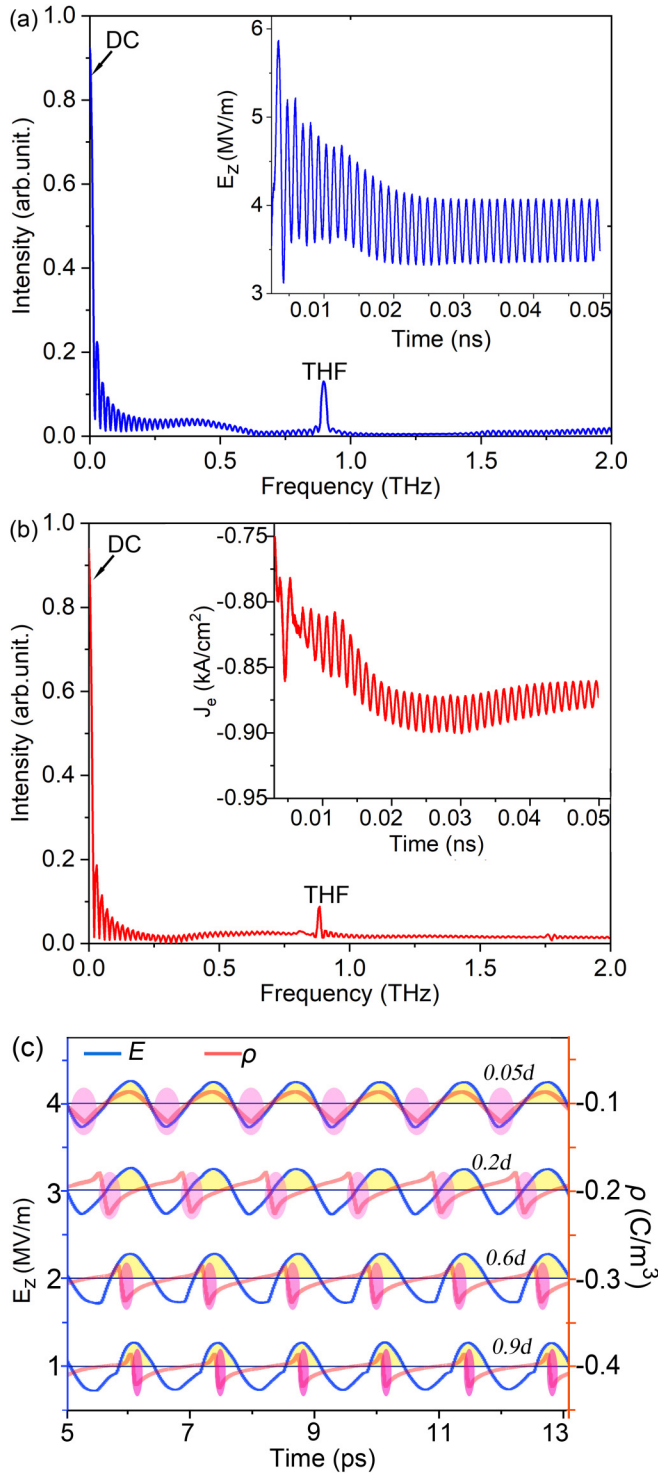 (a)
DC
Intensity (arb.unit.)
1.0
0.8
0.6
0.4
0.2
0.0
THF
0.0 0.5 1.0 1.5 2.0
Frequency (THz)
E_Z (MV/m)
6
5
4
3
0.01 0.02 0.03 0.04 0.05
Time (ns)
(b)
DC
Intensity (arb.unit.)
1.0
0.8
0.6
0.4
0.2
0.0
THF
0.0 0.5 1.0 1.5 2.0
Frequency (THz)
J_e (kA/cm²)
-0.75
-0.80
-0.85
-0.90
-0.95
0.01 0.02 0.03 0.04 0.05
Time (ns)
(c)
E ρ
E_Z (MV/m)
4
3
2
1
0.05d
0.2d
0.6d
0.9d
-0.1
-0.2
-0.3
-0.4
ρ (C/m³)
5 7 9 11 13
Time (ps)